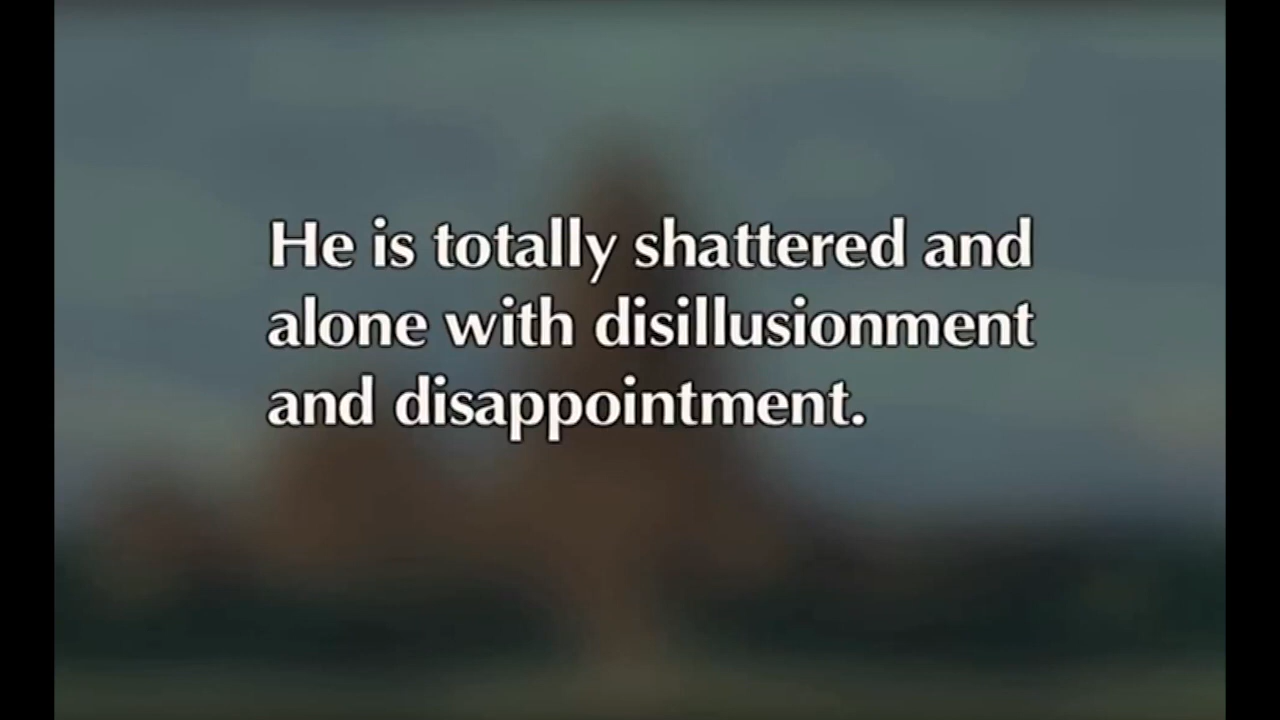 He is totally shattered and
alone with disillusionment
and disappointment.